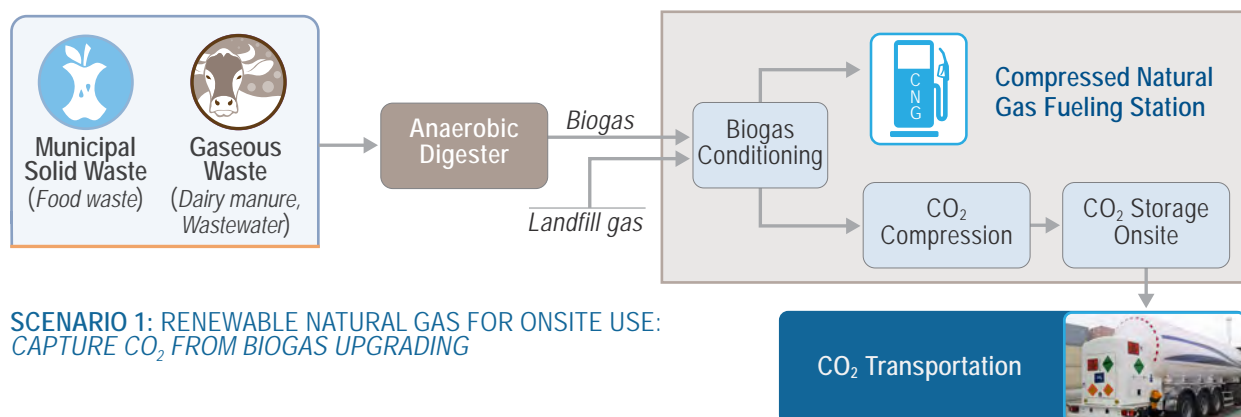 Municipal
Solid Waste
(Food waste)
Gaseous
Waste
(Dairy manure,
Wastewater)
Anaerobic
Digester
Biogas
Landfill gas
Biogas
Conditioning
C
N
G
Compressed Natural
Gas Fueling Station
CO₂
Compression
CO₂ Storage
Onsite
SCENARIO 1: RENEWABLE NATURAL GAS FOR ONSITE USE:
CAPTURE CO₂ FROM BIOGAS UPGRADING
CO₂ Transportation